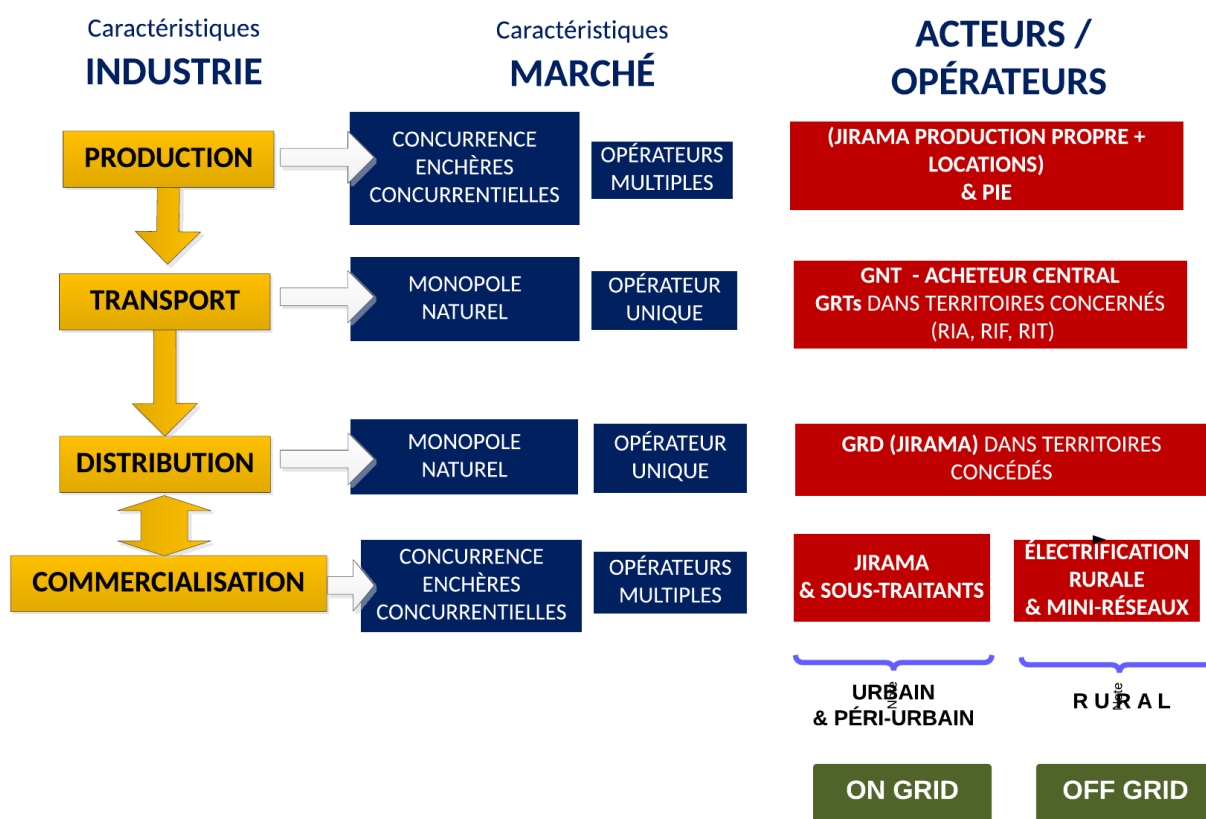 Caractéristiques
INDUSTRIE
Caractéristiques
MARCHÉ
ACTEURS /
OPÉRATEURS
PRODUCTION
CONCURRENCE
ENCHÈRES
CONCURRENTIELLES
OPÉRATEURS
MULTIPLES
(JIRAMA PRODUCTION PROPRE +
LOCATIONS)
& PIE
TRANSPORT
MONOPOLE
NATUREL
OPÉRATEUR
UNIQUE
GNT - ACHETEUR CENTRAL
GRTs DANS TERRITOIRES CONCERNÉS
(RIA, RIF, RIT)
DISTRIBUTION
MONOPOLE
NATUREL
OPÉRATEUR
UNIQUE
GRD (JIRAMA) DANS TERRITOIRES
CONCÉDÉS
COMMERCIALISATION
CONCURRENCE
ENCHÈRES
CONCURRENTIELLES
OPÉRATEURS
MULTIPLES
JIRAMA
& SOUS-TRAITANTS
ÉLECTRIFICATION
RURALE
& MINI-RÉSEAUX
URBAIN
& PÉRI-URBAIN
Note
R U R A L
Note
ON GRID
OFF GRID